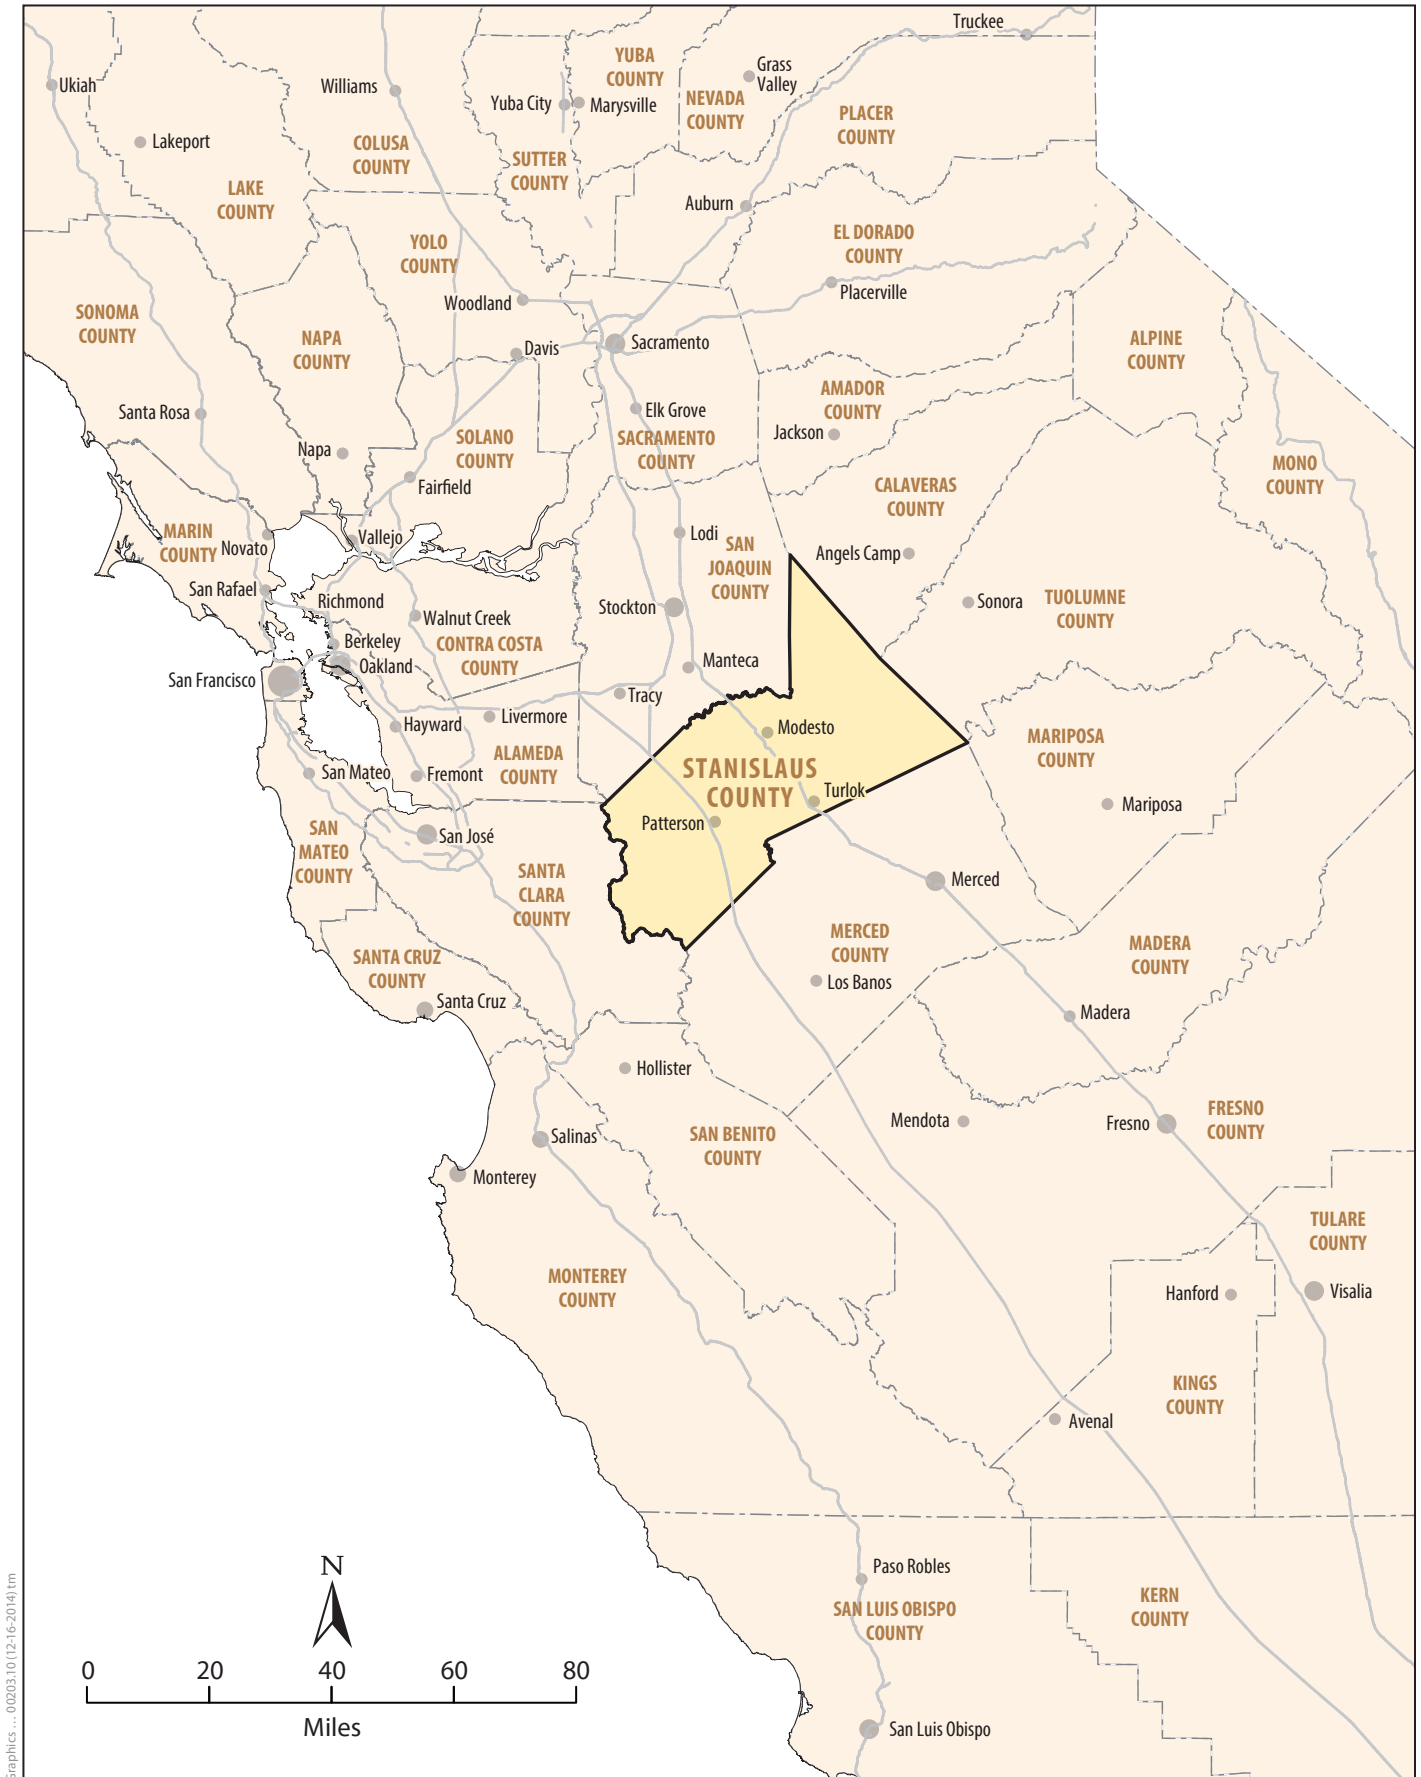 Truckee
YUBA
COUNTY
Grass
Valley
Ukiah
Williams
Yuba City
Marysville
NEVADA
COUNTY
PLACER
COUNTY
Lakeport
COLUSA
COUNTY
SUTTER
COUNTY
LAKE
COUNTY
Auburn
YOLO
COUNTY
EL DORADO
COUNTY
Placerville
Woodland
SONOMA
COUNTY
NAPA
COUNTY
Davis
Sacramento
ALPINE
COUNTY
AMADOR
COUNTY
Santa Rosa
Elk Grove
Jackson
Napa
SOLANO
COUNTY
SACRAMENTO
COUNTY
MONO
COUNTY
Fairfield
CALAVERAS
COUNTY
MARIN
COUNTY
Novato
Vallejo
Lodi
SAN
JOAQUIN
COUNTY
Angels Camp
San Rafael
Richmond
Walnut Creek
Stockton
Sonora
TUOLUMNE
COUNTY
Berkeley
Oakland
CONTRA COSTA
COUNTY
Manteca
San Francisco
Tracy
Hayward
Livermore
Modesto
MARIPOSA
COUNTY
ALAMEDA
COUNTY
San Mateo
Fremont
STANISLAUS
COUNTY
Turlok
Mariposa
Patterson
SAN
MATEO
COUNTY
San José
SANTA
CLARA
COUNTY
Merced
MERCED
COUNTY
MADERA
COUNTY
SANTA CRUZ
COUNTY
Los Banos
Santa Cruz
Madera
Hollister
Mendota
Fresno
FRESNO
COUNTY
Salinas
SAN BENITO
COUNTY
Monterey
TULARE
COUNTY
MONTEREY
COUNTY
Hanford
Visalia
KINGS
COUNTY
Avenal
Paso Robles
SAN LUIS OBISPO
COUNTY
KERN
COUNTY
San Luis Obispo
N
0 20 40 60 80
Miles
Graphics … 00203.10 (12-16-2014) tm